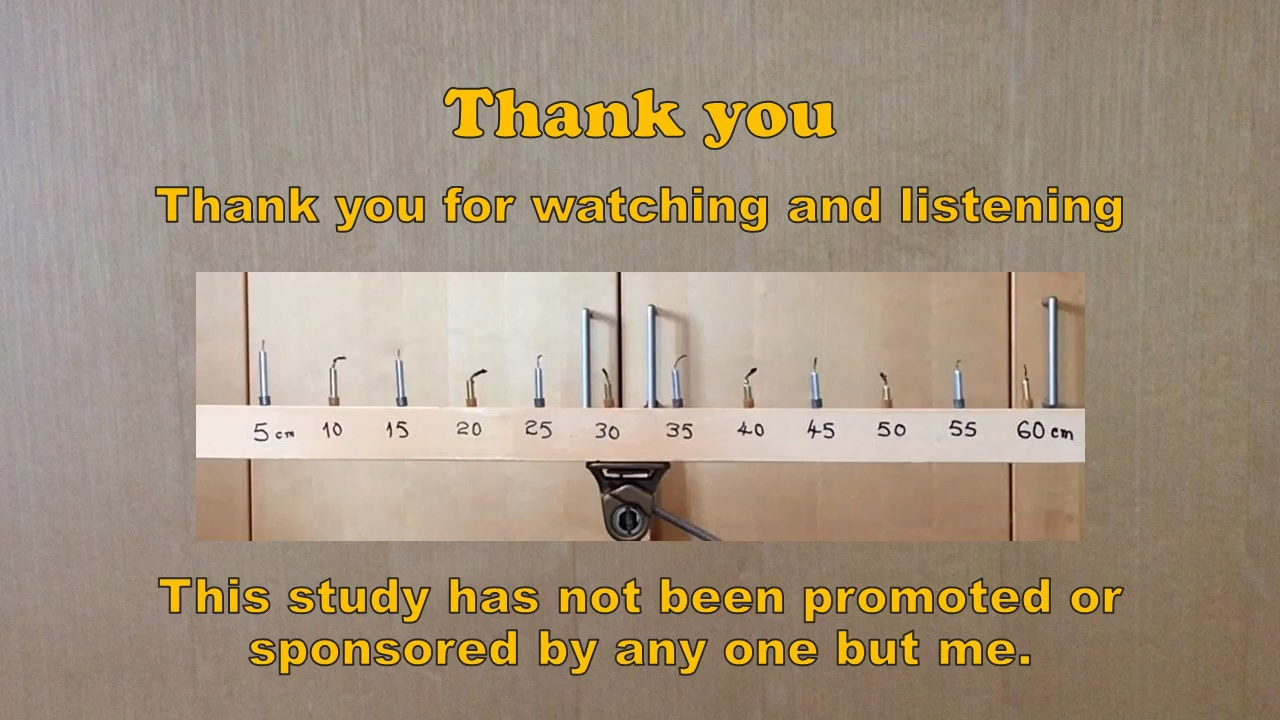 Thank you
Thank you for watching and listening
5 cm 10 15 20 25 30 35 40 45 50 55 60 cm
This study has not been promoted or
sponsored by any one but me.